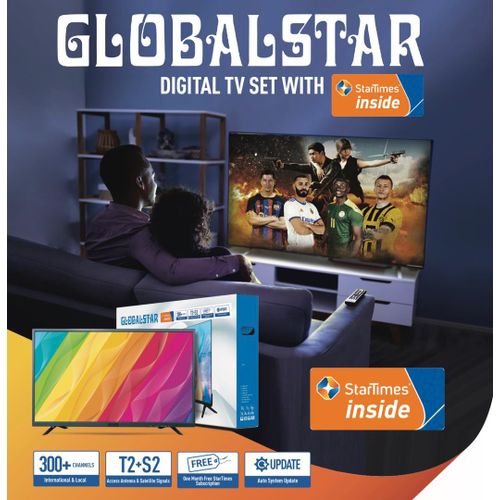 GLOBALSTAR
DIGITAL TV SET WITH
StarTimes
inside
GLOBALSTAR
StarTimes
inside
300+ CHANNELS
International & Local
T2+S2
Access Antenna & Satellite Signals
FREE
One Month Free StarTimes
Subscription
UPDATE
Auto System Update